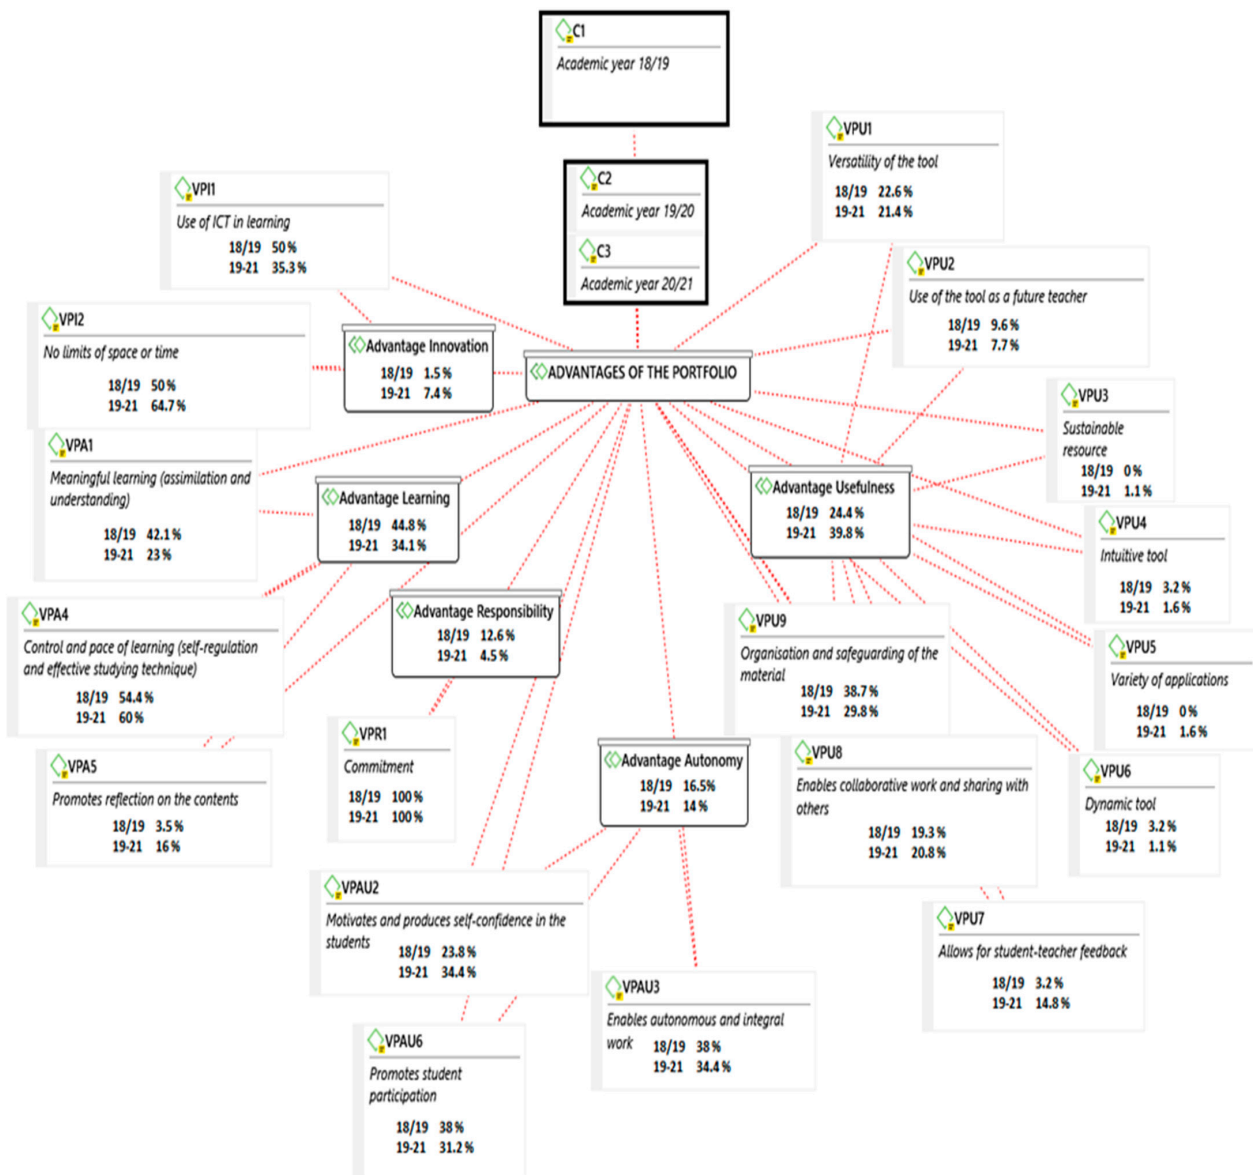 C1
Academic year 18/19
C2
Academic year 19/20
C3
Academic year 20/21
VPU1
Versatility of the tool
18/19 22.6 %
19-21 21.4 %
VPI1
Use of ICT in learning
18/19 50 %
19-21 35.3 %
VPU2
Use of the tool as a future teacher
18/19 9.6 %
19-21 7.7 %
VPI2
No limits of space or time
18/19 50 %
19-21 64.7 %
Advantage Innovation
18/19 1.5 %
19-21 7.4 %
ADVANTAGES OF THE PORTFOLIO
VPU3
Sustainable
resource
18/19 0 %
19-21 1.1 %
VPA1
Meaningful learning (assimilation and
understanding)
18/19 42.1 %
19-21 23 %
Advantage Learning
18/19 44.8 %
19-21 34.1 %
Advantage Usefulness
18/19 24.4 %
19-21 39.8 %
VPU4
Intuitive tool
18/19 3.2 %
19-21 1.6 %
VPA4
Control and pace of learning (self-regulation
and effective studying technique)
18/19 54.4 %
19-21 60 %
Advantage Responsibility
18/19 12.6 %
19-21 4.5 %
VPU9
Organisation and safeguarding of the
material
18/19 38.7 %
19-21 29.8 %
VPU5
Variety of applications
18/19 0 %
19-21 1.6 %
VPA5
Promotes reflection on the contents
18/19 3.5 %
19-21 16 %
VPR1
Commitment
18/19 100 %
19-21 100 %
Advantage Autonomy
18/19 16.5%
19-21 14 %
VPU8
Enables collaborative work and sharing with
others
18/19 19.3 %
19-21 20.8 %
VPU6
Dynamic tool
18/19 3.2 %
19-21 1.1 %
VPAU2
Motivates and produces self-confidence in the
students
18/19 23.8 %
19-21 34.4 %
VPU7
Allows for student-teacher feedback
18/19 3.2 %
19-21 14.8 %
VPAU3
Enables autonomous and integral
work
18/19 38 %
19-21 34.4 %
VPAU6
Promotes student
participation
18/19 38 %
19-21 31.2 %